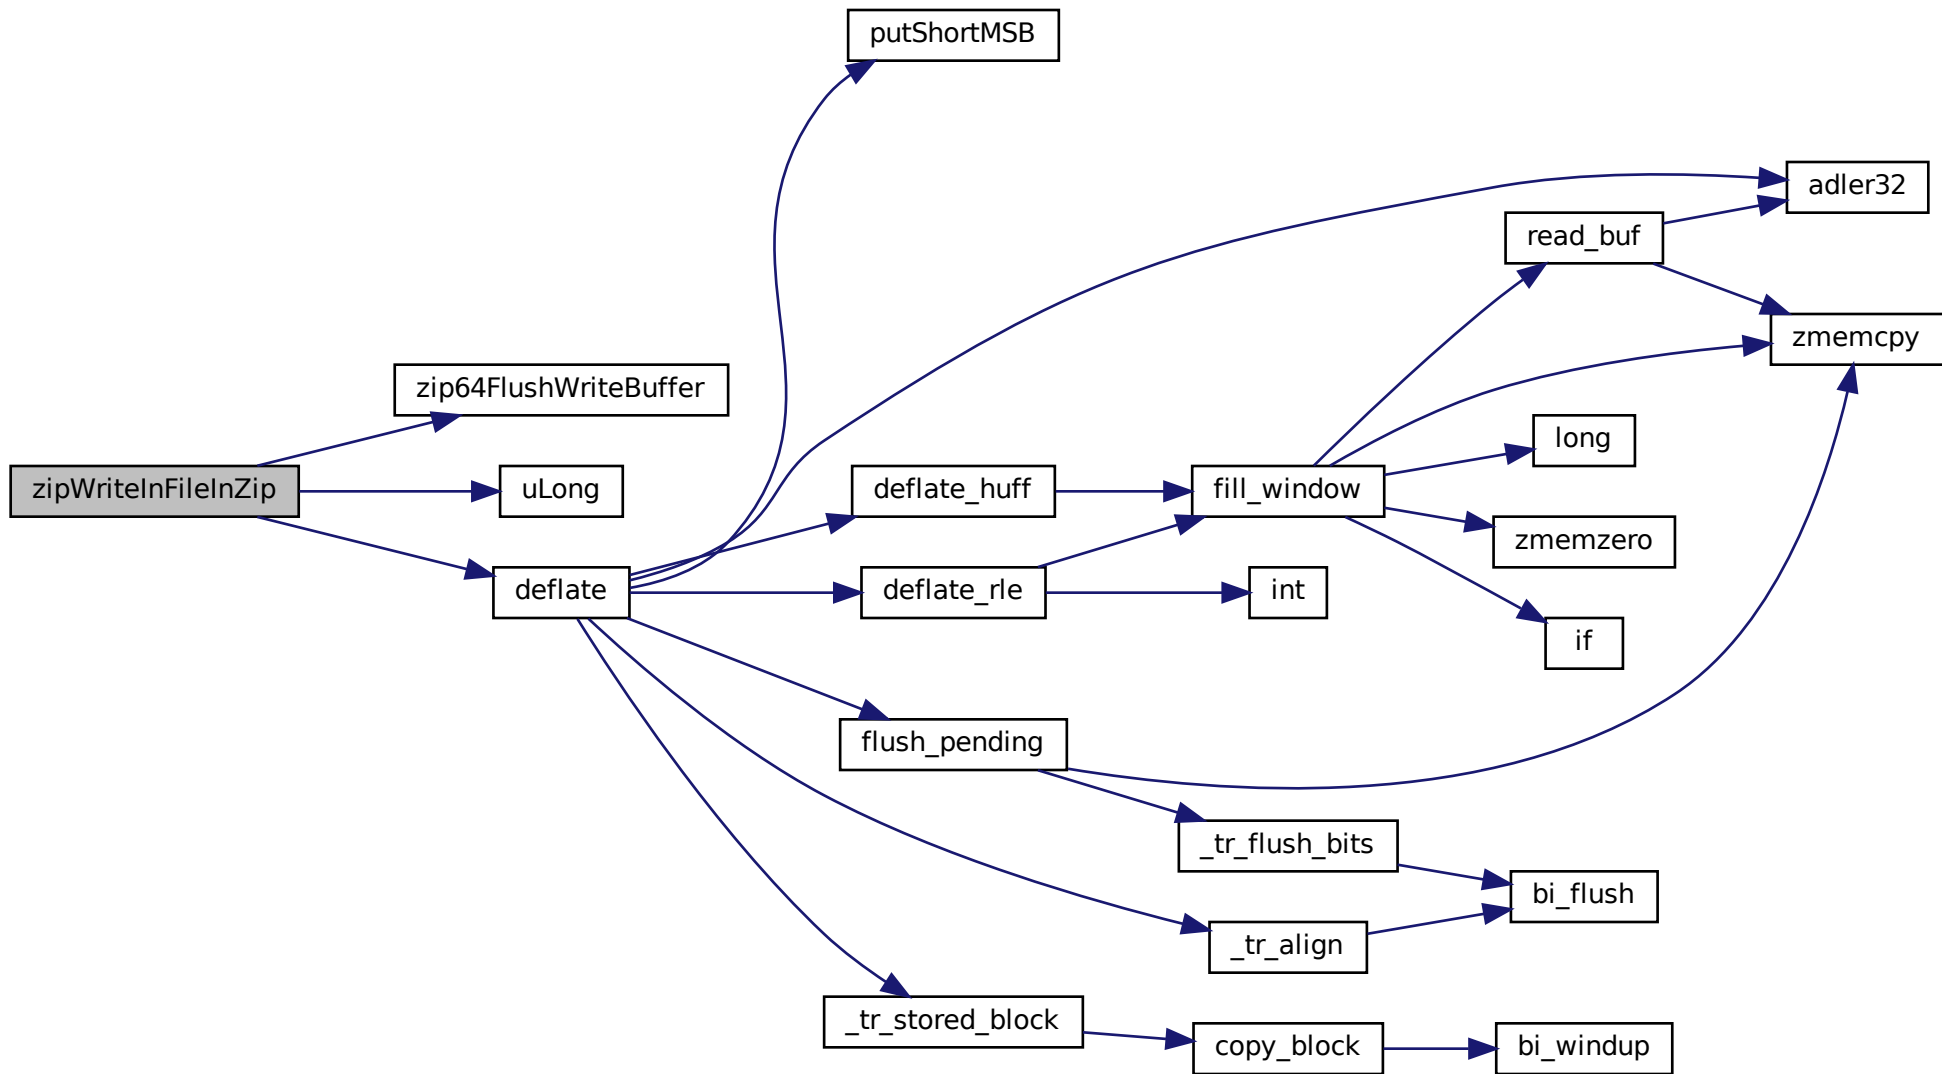 putShortMSB
adler32
read_buf
zmemcpy
zip64FlushWriteBuffer
long
zipWriteInFileInZip
uLong
deflate_huff
fill_window
zmemzero
deflate
deflate_rle
int
if
flush_pending
_tr_flush_bits
bi_flush
_tr_align
_tr_stored_block
copy_block
bi_windup